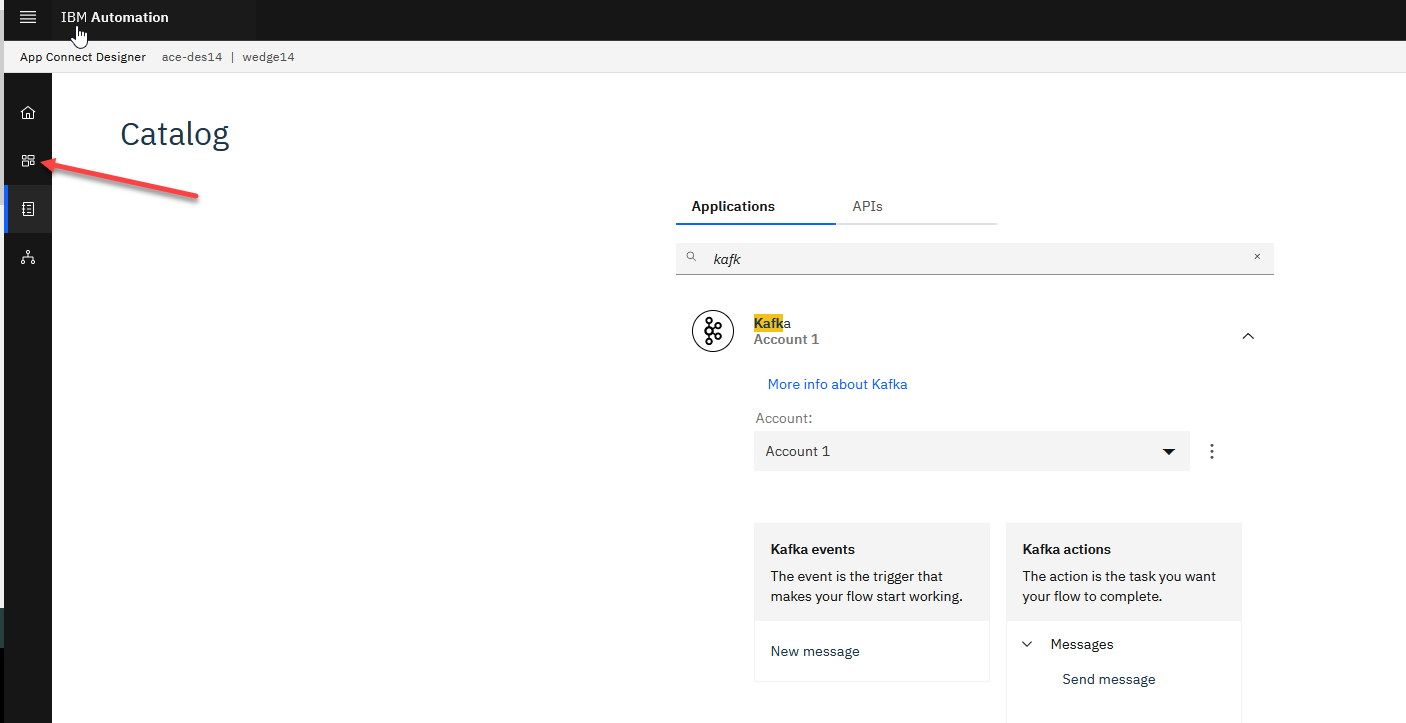 IBM Automation
App Connect Designer ace-des14 | wedge14
Catalog
Applications APIs
kafk
Kafka
Account 1
More info about Kafka
Account:
Account 1
Kafka events
The event is the trigger that
makes your flow start working.
New message
Kafka actions
The action is the task you want
your flow to complete.
Messages
Send message